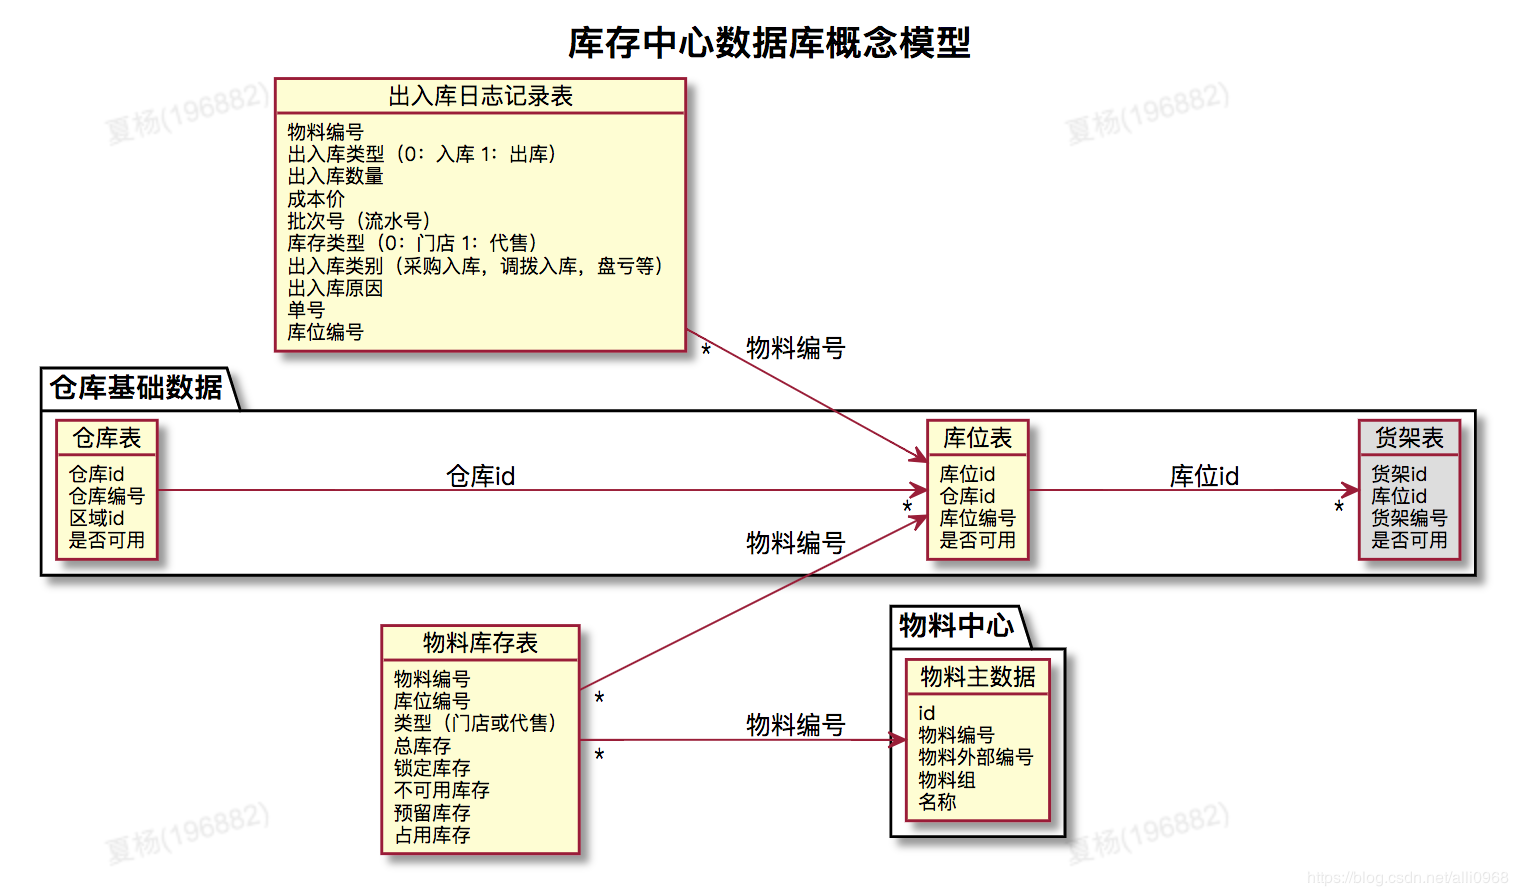 库存中心数据库概念模型
夏杨(196882)
夏杨(196882)
出入库日志记录表
物料编号
出入库类型（0：入库 1：出库）
出入库数量
成本价
批次号（流水号）
库存类型（0：门店 1：代售）
出入库类别（采购入库，调拨入库，盘亏等）
出入库原因
单号
库位编号
*
物料编号
仓库基础数据
仓库表
仓库id
仓库编号
区域id
是否可用
仓库id
*
库位表
库位id
仓库id
库位编号
是否可用
库位id
*
货架表
货架id
库位id
货架编号
是否可用
物料编号
物料库存表
物料编号
库位编号
类型（门店或代售）
总库存
锁定库存
不可用库存
预留库存
占用库存
*
*
物料编号
物料中心
物料主数据
id
物料编号
物料外部编号
物料组
名称
夏杨(196882)
夏杨(196882)
https://blog.csdn.net/alli0968